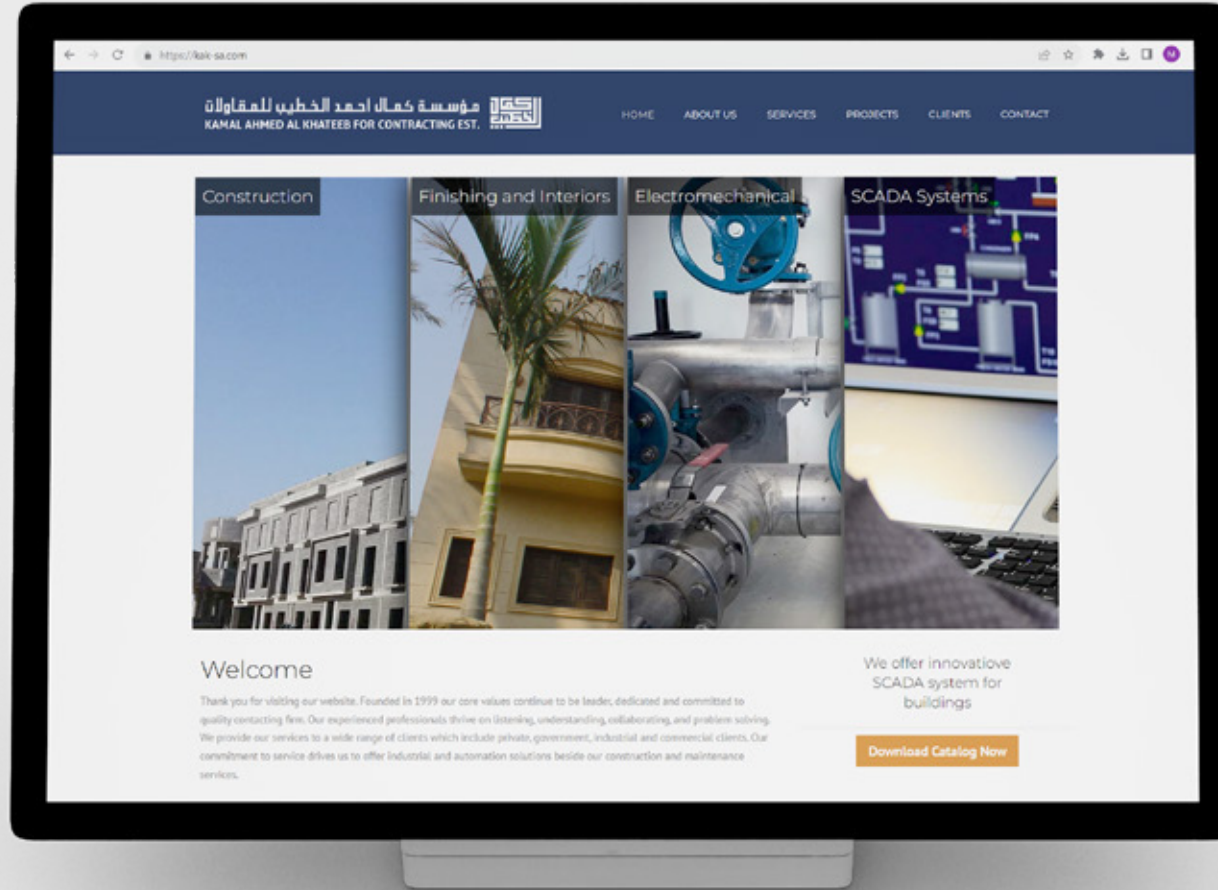 https://kak-sa.com
M
مؤسسة كمال احمد الخطيب للمقاولات
KAMAL AHMED AL KHATEEB FOR CONTRACTING EST.
HOME ABOUT US SERVICES PROJECTS CLIENTS CONTACT
Construction
Finishing and Interiors
Electromechanical
SCADA Systems
Welcome
Thank you for visiting our website. Founded in 1999 our core values continue to be leader, dedicated and committed to
quality contacting firm. Our experienced professionals thrive on listening, understanding, collaborating, and problem solving.
We provide our services to a wide range of clients which include private, government, industrial and commercial clients. Our
commitment to service drives us to offer industrial and automation solutions beside our construction and maintenance
services.
We offer innovatiove
SCADA system for
buildings
Download Catalog Now